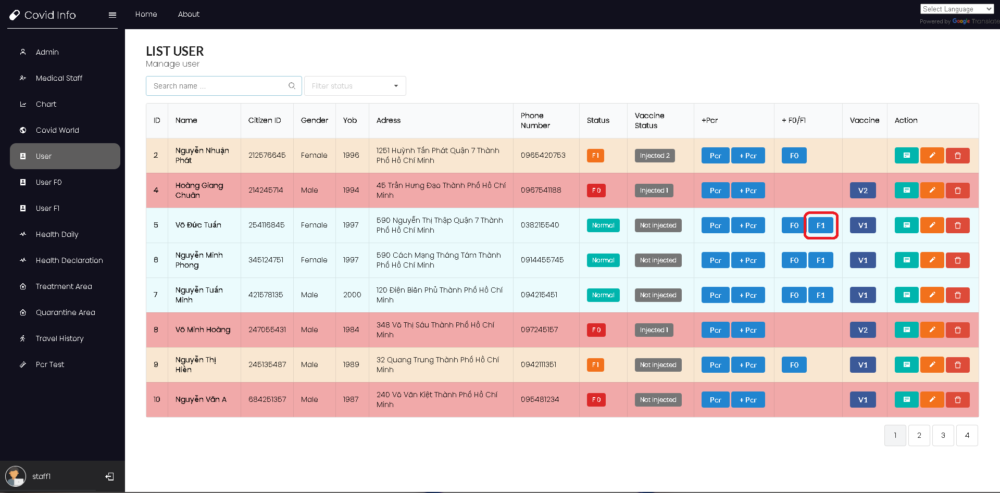 Covid Info
Home
About
Select Language
Powered by Google Translate
Admin
Medical Staff
Chart
Covid World
User
User F0
User F1
Health Daily
Health Declaration
Treatment Area
Quarantine Area
Travel History
Pcr Test
staff1
LIST USER
Manage user
Search name ...
Filter status
ID Name Citizen ID Gender Yob Adress Phone Number Status Vaccine Status +Pcr + F0/F1 Vaccine Action
2 Nguyễn Nhuận Phát 212576645 Female 1996 1251 Huỳnh Tấn Phát Quận 7 Thành Phố Hồ Chí Minh 0965420753 F1 Injected 2 Pcr + Pcr F0
4 Hoàng Giang Chuân 214245714 Male 1994 45 Trần Hưng Đạo Thành Phố Hồ Chí Minh 0967541188 F0 Injected 1 Pcr + Pcr V2
5 Võ Đức Tuấn 254116845 Female 1997 590 Nguyễn Thị Thập Quận 7 Thành Phố Hồ Chí Minh 038215540 Normal Not injected Pcr + Pcr F0 F1 V1
6 Nguyễn Minh Phong 345124751 Female 1997 590 Cách Mạng Tháng Tám Thành Phố Hồ Chí Minh 0914455745 Normal Not injected Pcr + Pcr F0 F1 V1
7 Nguyễn Tuấn Minh 421578135 Male 2000 120 Điện Biên Phủ Thành Phố Hồ Chí Minh 094215451 Normal Not injected Pcr + Pcr F0 F1 V1
8 Võ Minh Hoàng 247055431 Male 1984 348 Võ Thị Sáu Thành Phố Hồ Chí Minh 097245157 F0 Injected 1 Pcr + Pcr V2
9 Nguyễn Thị Hiền 245135487 Male 1989 32 Quang Trung Thành Phố Hồ Chí Minh 0942111351 F1 Not injected Pcr + Pcr F0 V1
10 Nguyễn Văn A 684251357 Male 1987 240 Võ Văn Kiệt Thành Phố Hồ Chí Minh 095481234 F0 Not injected Pcr + Pcr V1
1 2 3 4